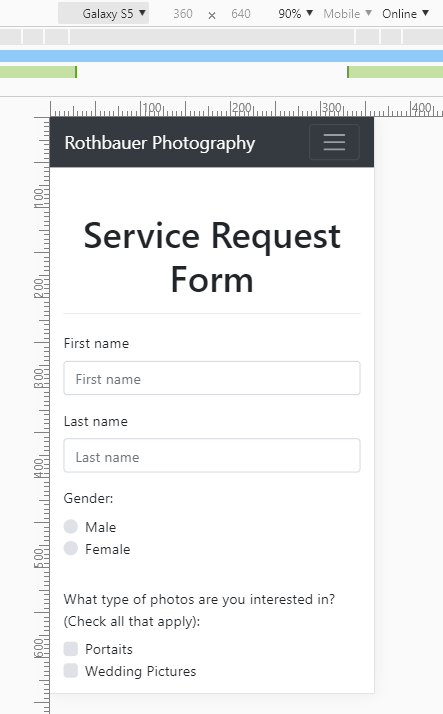 Galaxy S5 ▼ 360 × 640 90% ▼ Mobile ▼ Online ▼
100 200 300 400
Rothbauer Photography
100
Service Request
Form
200
First name
300
First name
Last name
400
Last name
Gender:
Male
500
Female
What type of photos are you interested in?
(Check all that apply):
600
Portaits
Wedding Pictures